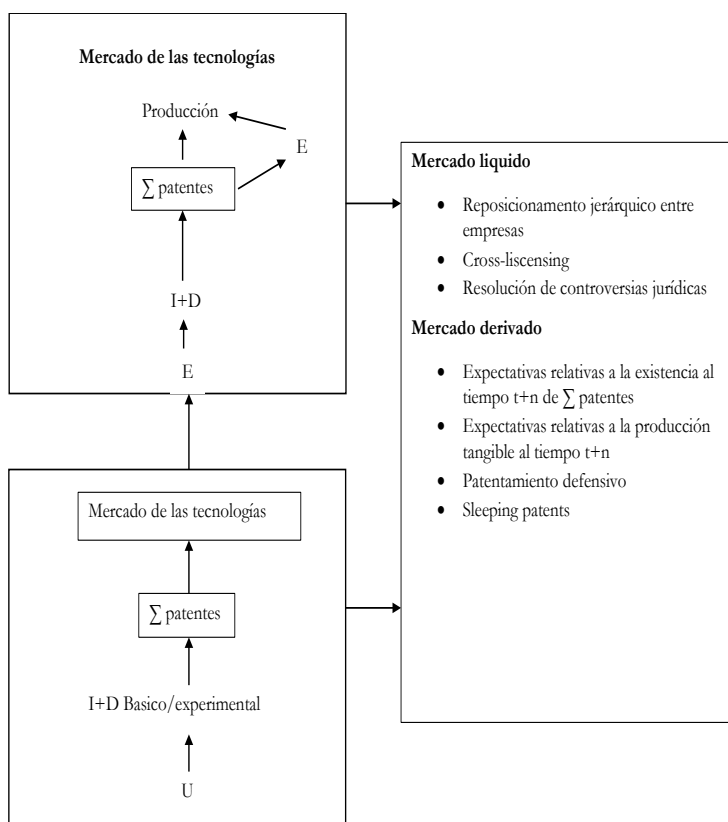 Mercado de las tecnologías
Producción
E
∑ patentes
I+D
E
Mercado de las tecnologías
∑ patentes
I+D Basico/experimental
U
Mercado liquido
• Reposicionamento jerárquico entre
empresas
• Cross-liscensing
• Resolución de controversias jurídicas
Mercado derivado
• Expectativas relativas a la existencia al
tiempo t+n de ∑ patentes
• Expectativas relativas a la producción
tangible al tiempo t+n
• Patentamiento defensivo
• Sleeping patents